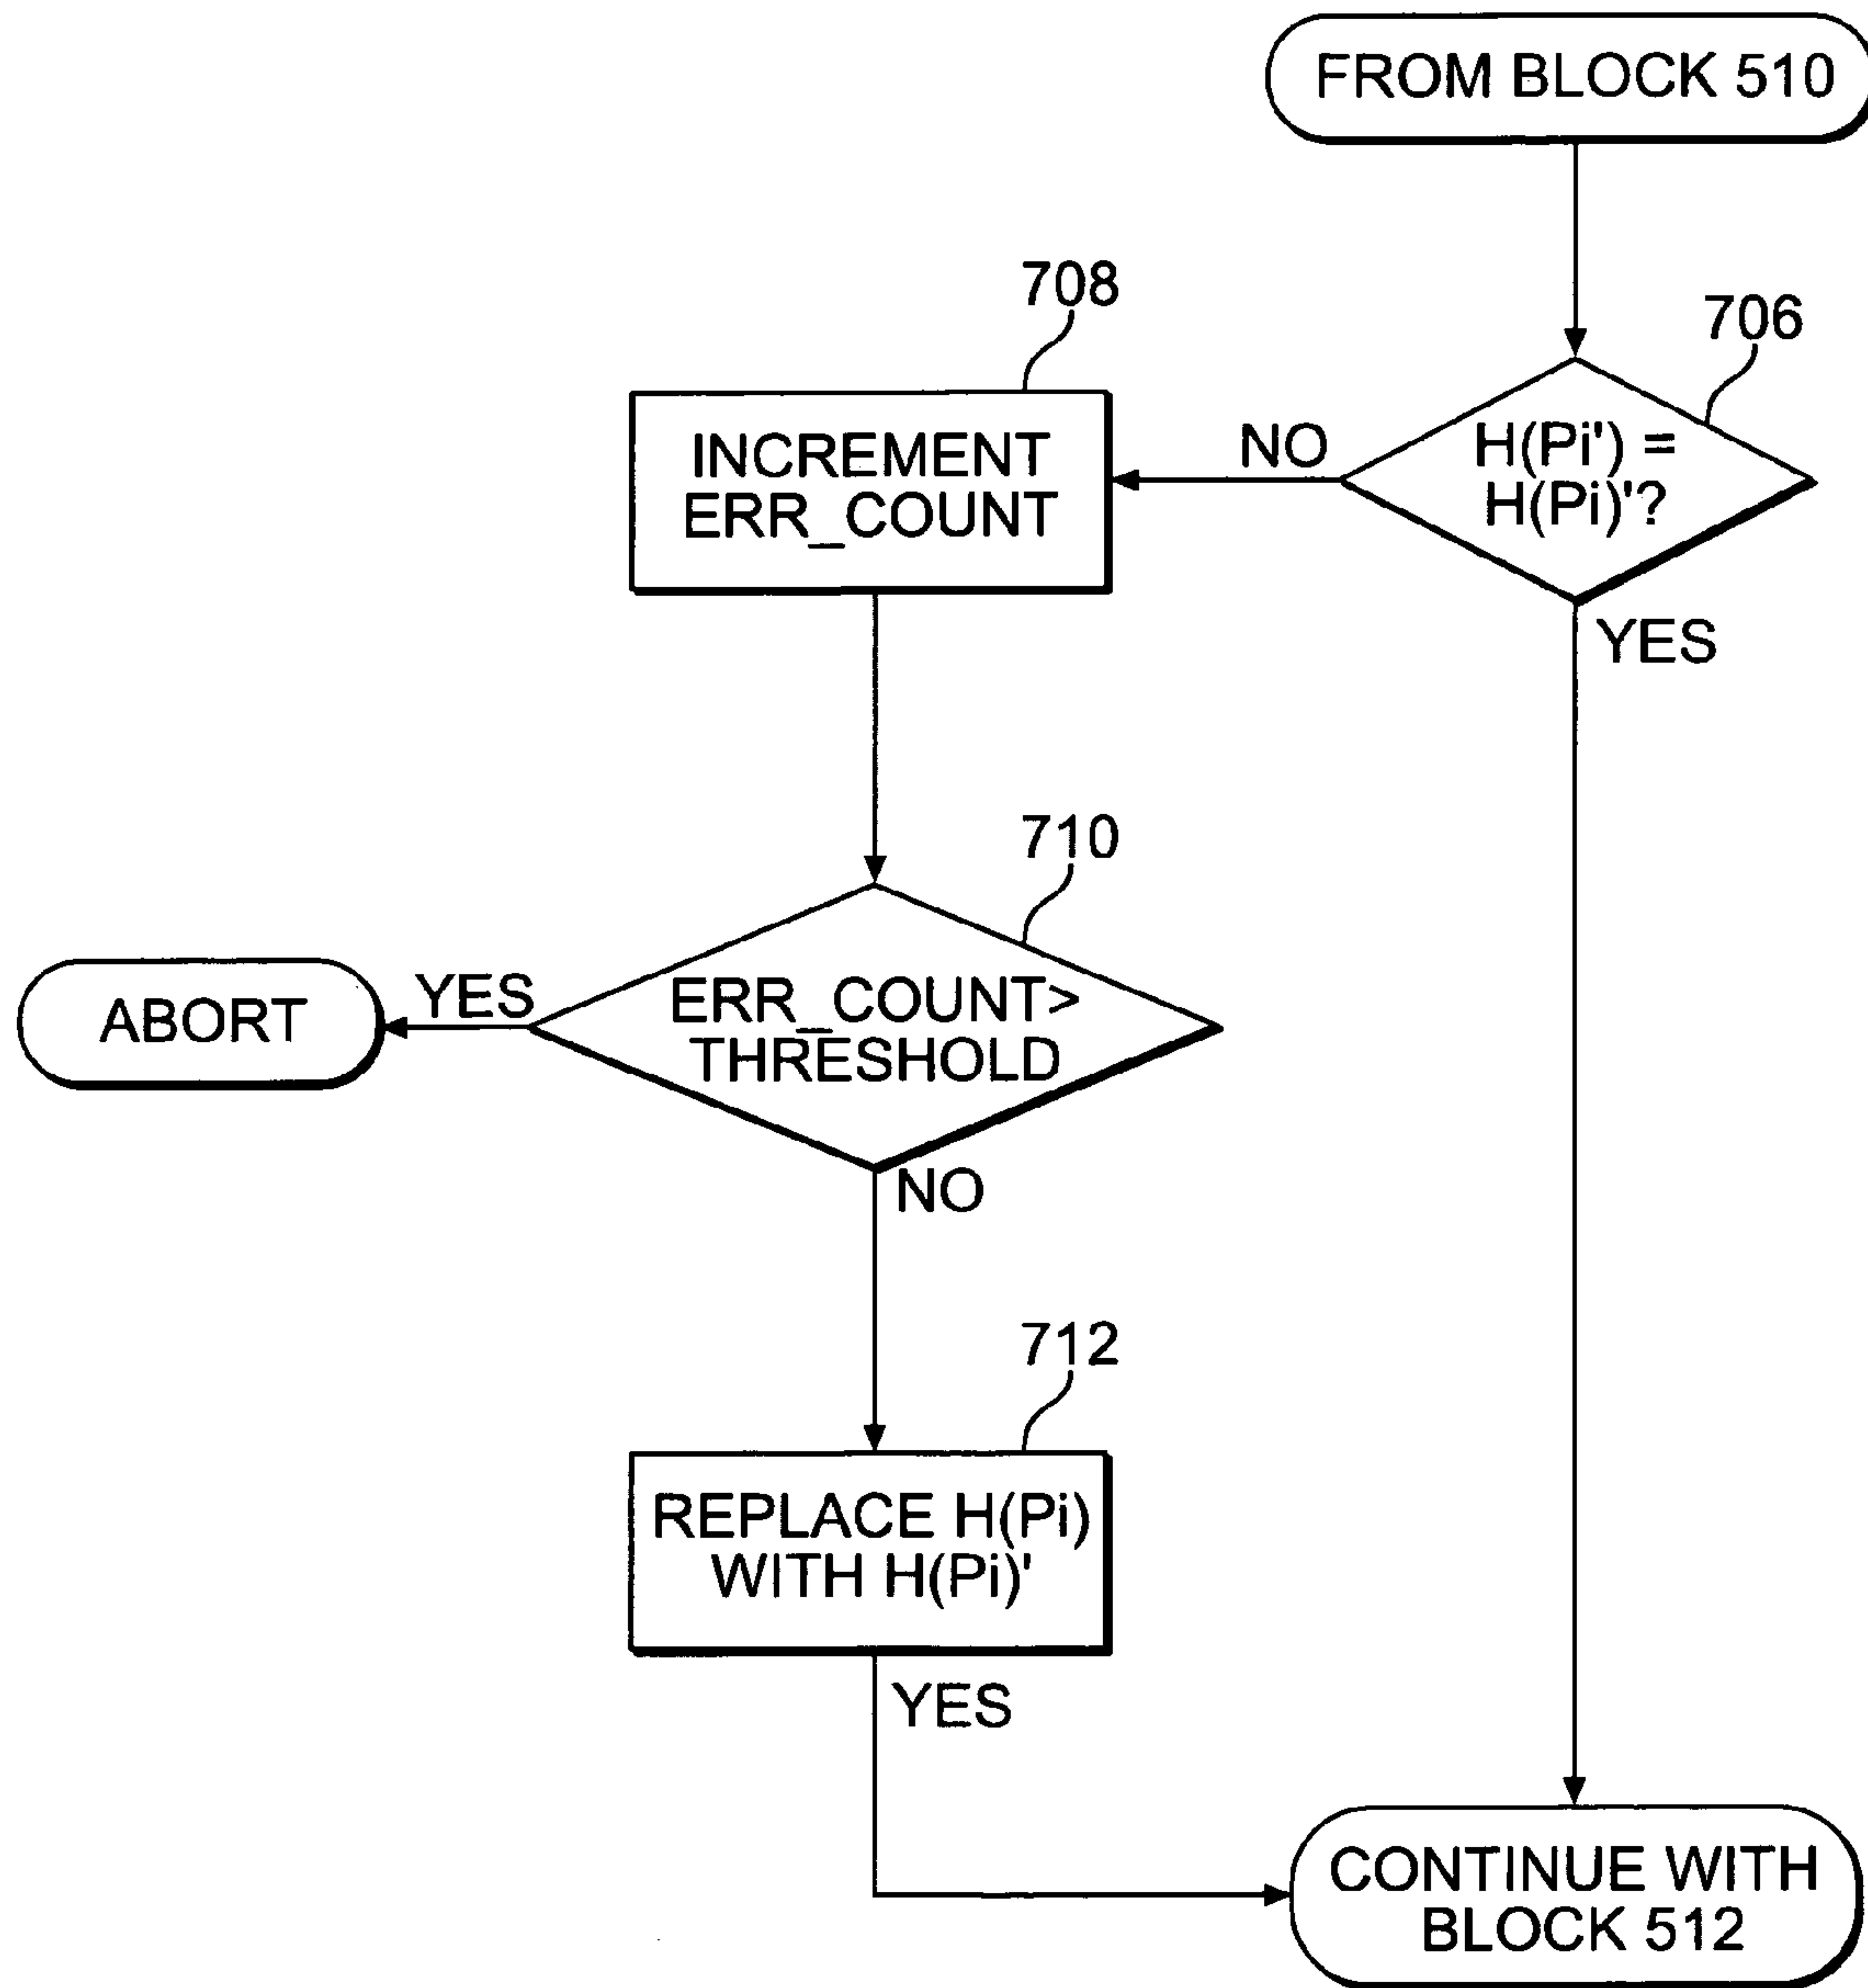 FROM BLOCK 510
708
706
INCREMENT
ERR_COUNT
NO
H(Pi') =
H(Pi)'?
YES
710
ABORT
YES
ERR_COUNT>
THRESHOLD
NO
712
REPLACE H(Pi)
WITH H(Pi)'
YES
CONTINUE WITH
BLOCK 512